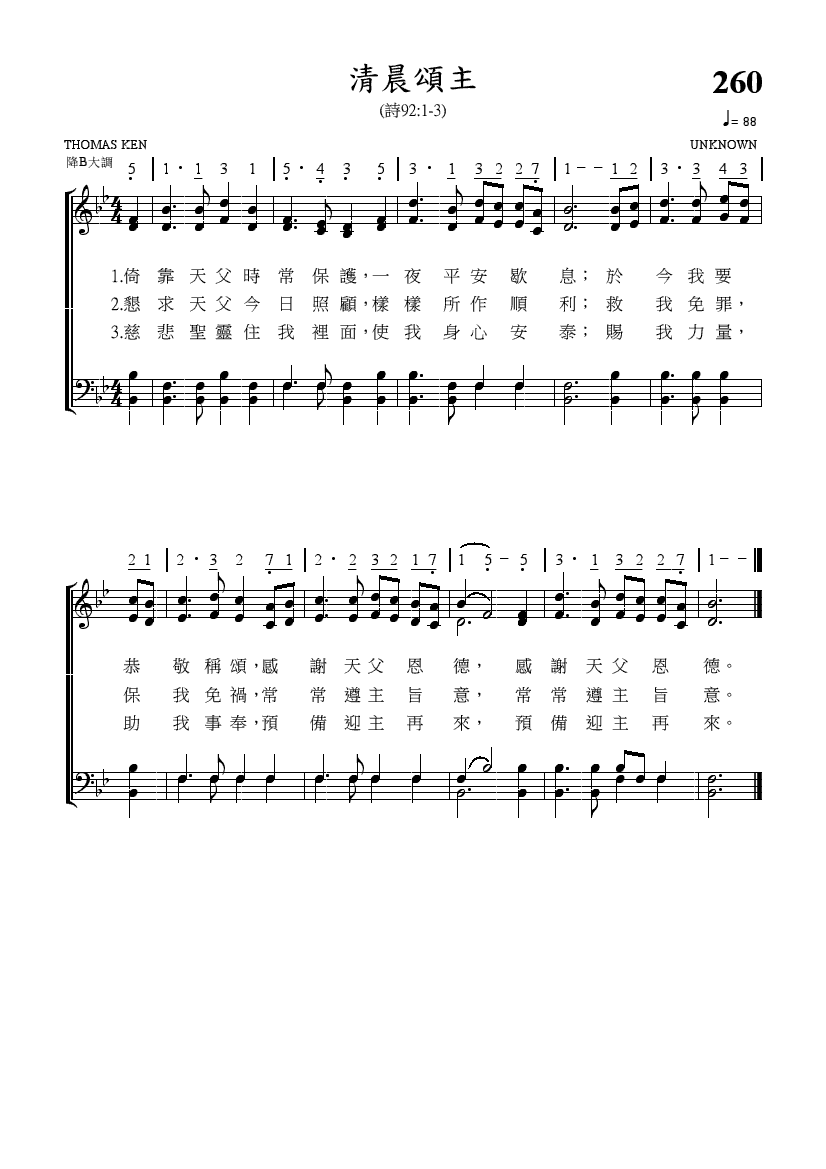 清晨頌主
260
(詩92:1-3)
♩= 88
THOMAS KEN
UNKNOWN
降B大調
5 | 1 · 1 3 1 | 5 · 4 3 5 | 3 · 1 3 2 2 7 | 1 – – 1 2 | 3 · 3 4 3 |
1.倚 靠 天 父 時 常 保 護，一 夜 平 安 歇 息； 於 今 我 要
2.懇 求 天 父 今 日 照 顧，樣 樣 所 作 順 利； 救 我 免 罪，
3.慈 悲 聖 靈 住 我 裡 面，使 我 身 心 安 泰； 賜 我 力 量，
2 1 | 2 · 3 2 7 1 | 2 · 2 3 2 1 7 | 1 5 – 5 | 3 · 1 3 2 2 7 | 1 – – |
恭 敬 稱 頌，感 謝 天 父 恩 德， 感 謝 天 父 恩 德。
保 我 免 禍，常 常 遵 主 旨 意， 常 常 遵 主 旨 意。
助 我 事 奉，預 備 迎 主 再 來， 預 備 迎 主 再 來。